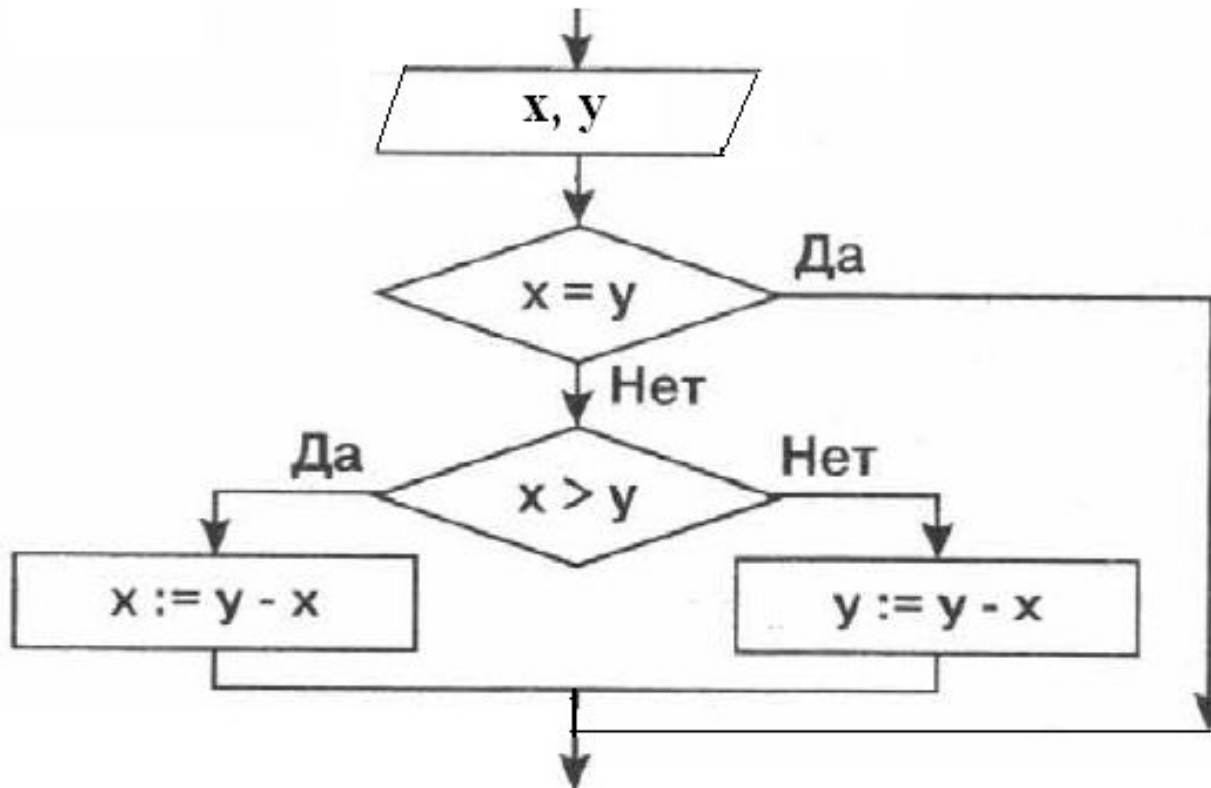 x, y
x = y
Да
Нет
x > y
Да
Нет
x := y - x
y := y - x